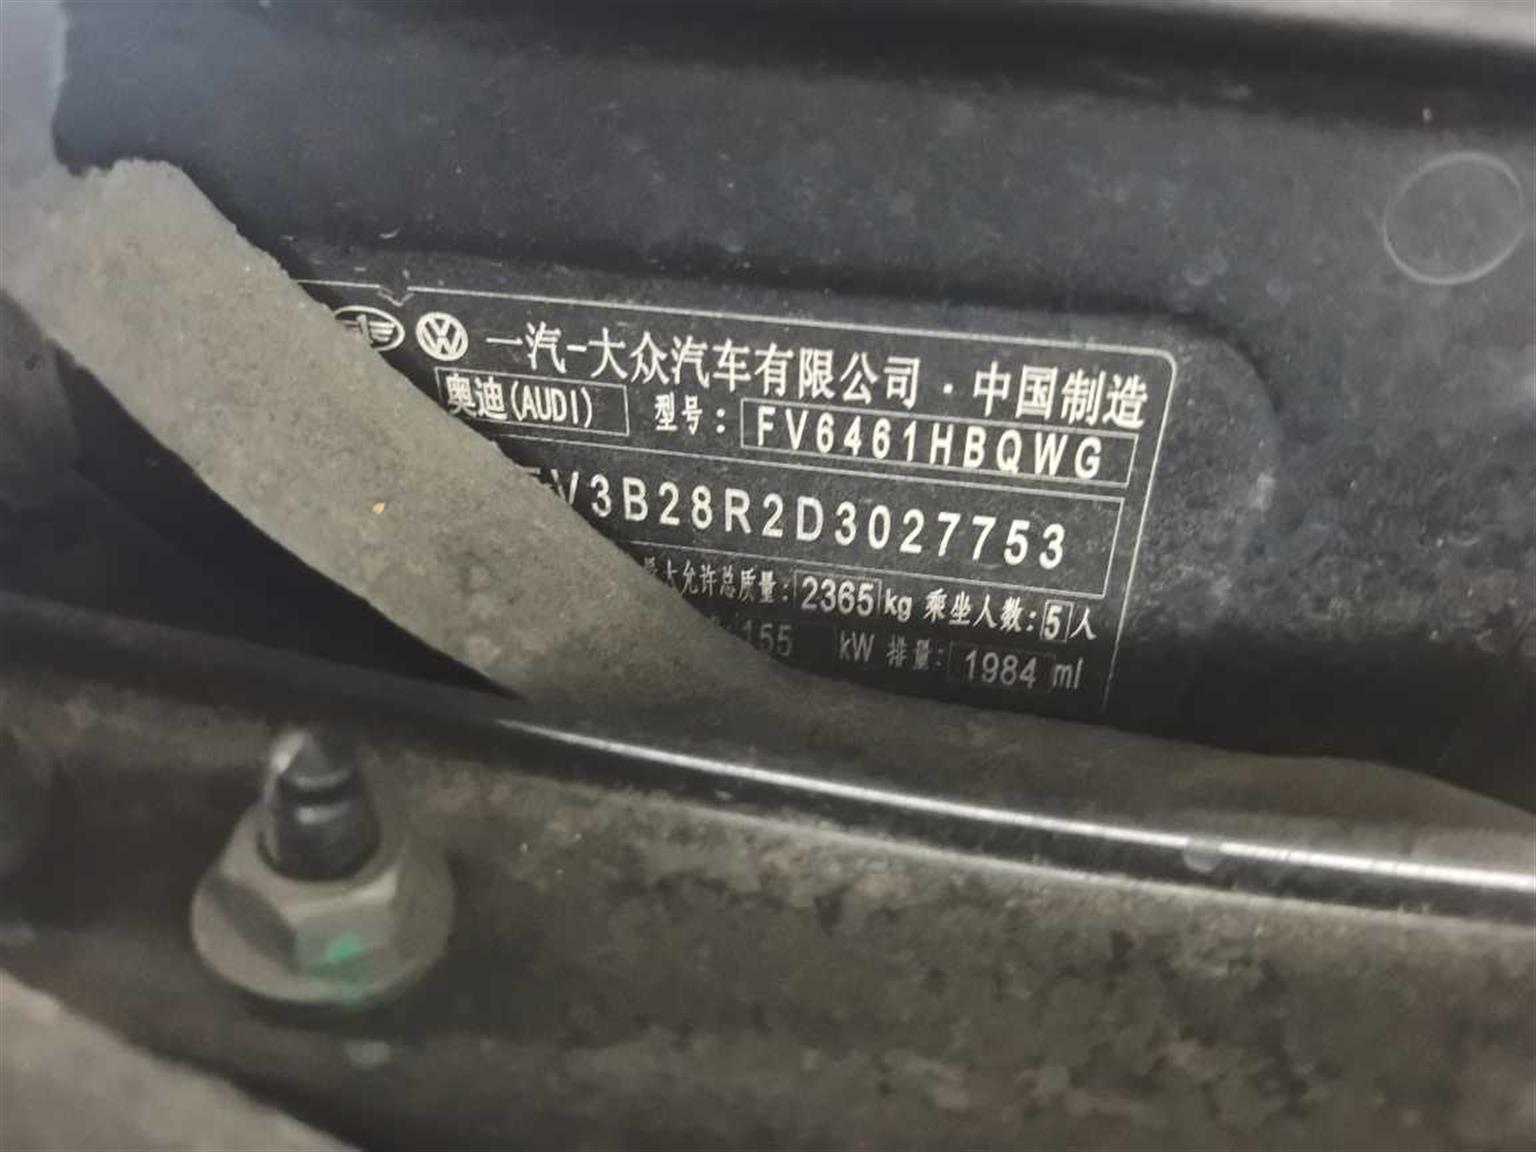 一汽-大众汽车有限公司·中国制造
奥迪(AUDI) 型号: FV6461HBQWG
V3B28R2D3027753
大允许总质量: 2365kg 乘坐人数: 5人
155 kW 排量: 1984 ml